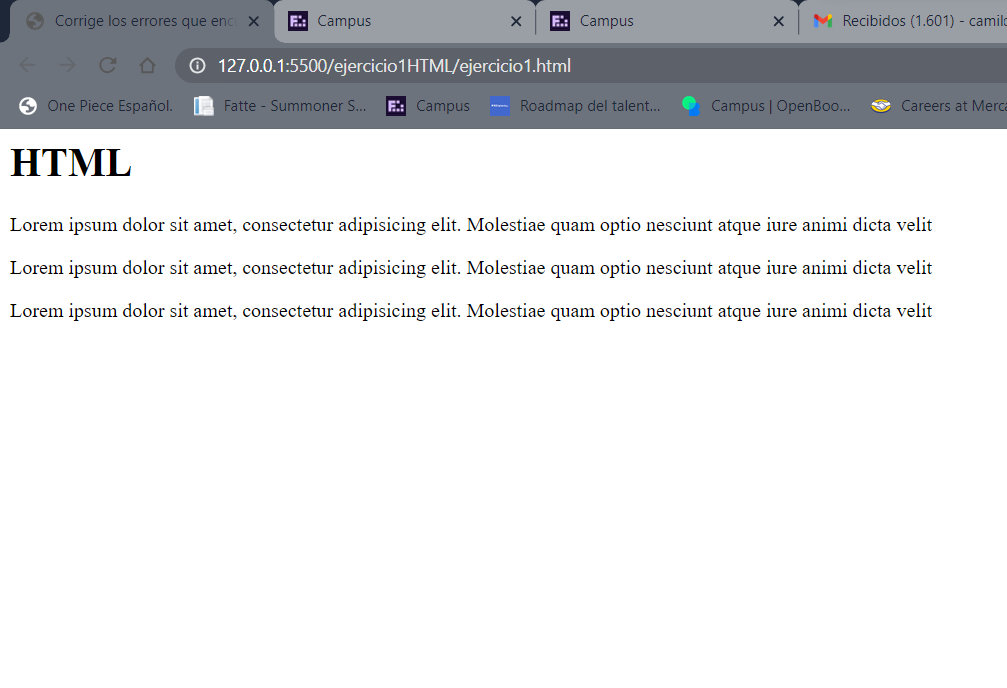 Corrige los errores que enc
Campus
Campus
Recibidos (1.601) - camilo
127.0.0.1:5500/ejercicio1HTML/ejercicio1.html
One Piece Español.
Fatte - Summoner S...
Campus
Roadmap del talent...
Campus | OpenBoo...
Careers at Merca
HTML
Lorem ipsum dolor sit amet, consectetur adipisicing elit. Molestiae quam optio nesciunt atque iure animi dicta velit
Lorem ipsum dolor sit amet, consectetur adipisicing elit. Molestiae quam optio nesciunt atque iure animi dicta velit
Lorem ipsum dolor sit amet, consectetur adipisicing elit. Molestiae quam optio nesciunt atque iure animi dicta velit